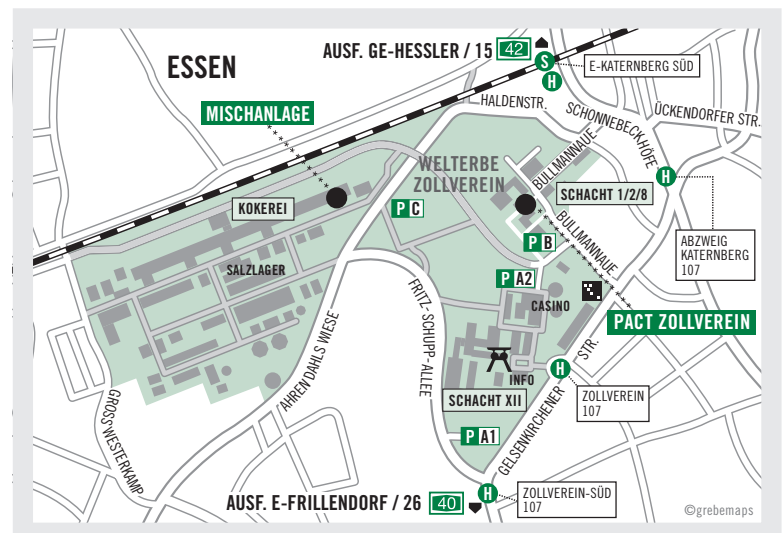 AUSF. GE-HESSLER / 15 42
ESSEN
S
E-KATERNBERG SÜD
H
HALDENSTR.
SCHONNEBECKHÖFE
ÜCKENDORFER STR.
MISCHANLAGE
WELTERBE
ZOLLVEREIN
BULLMANNAUE
SCHACHT 1/2/8
H
KOKEREI
P C
BULLMANNAUE
P B
ABZWEIG
KATERNBERG
107
SALZLAGER
P A2
CASINO
PACT ZOLLVEREIN
FRITZ-SCHUPP-ALLEE
AHREN DAHLS WIESE
STR.
INFO
H
SCHACHT XII
ZOLLVEREIN
107
GROSS WESTERKAMP
GELSENKIRCHENER
P A1
AUSF. E-FRILLENDORF / 26 40
H
ZOLLVEREIN-SÜD
107
©grebemaps